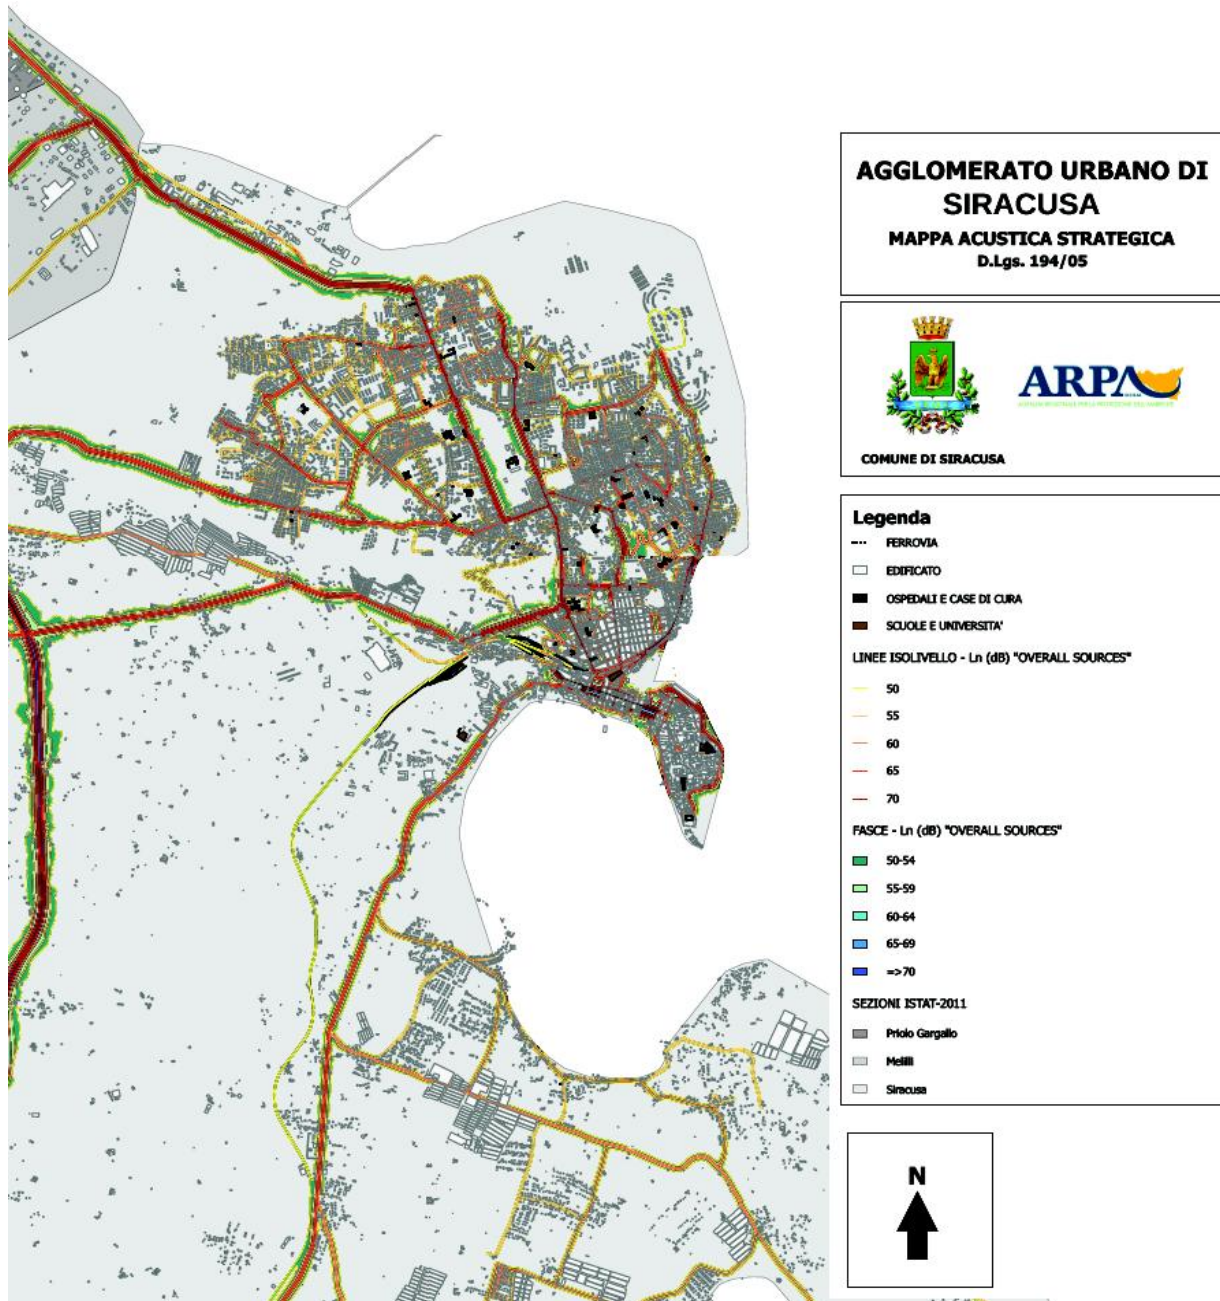 AGGLOMERATO URBANO DI
SIRACUSA
MAPPA ACUSTICA STRATEGICA
D.Lgs. 194/05
ARPA
COMUNE DI SIRACUSA
Legenda
FERROVIA
EDIFICATO
OSPEDALI E CASE DI CURA
SCUOLE E UNIVERSITA'
LINEE ISOLIVELLO - Ln (dB) "OVERALL SOURCES"
50
55
60
65
70
FASCE - Ln (dB) "OVERALL SOURCES"
50-54
55-59
60-64
65-69
=>70
SEZIONI ISTAT-2011
Priolo Gargallo
Melilli
Siracusa
N